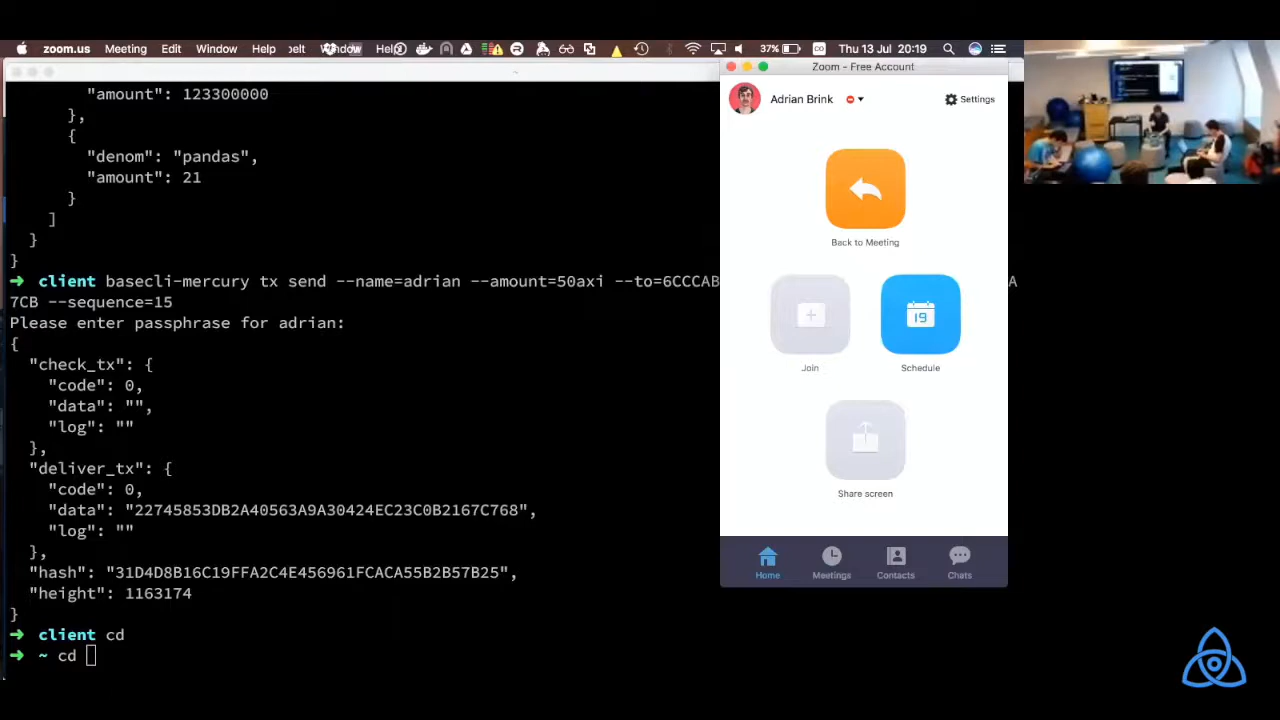 zoom.us Meeting Edit Window Help
37% Thu 13 Jul 20:19
Zoom - Free Account
"amount": 123300000
},
{
"denom": "pandas",
"amount": 21
}
]
}
}
➜ client basecli-mercury tx send --name=adrian --amount=50axi --to=6CCCAB
A
7CB --sequence=15
Please enter passphrase for adrian:
{
"check_tx": {
"code": 0,
"data": "",
"log": ""
},
"deliver_tx": {
"code": 0,
"data": "22745853DB2A40563A9A30424EC23C0B2167C768",
"log": ""
},
"hash": "31D4D8B16C19FFA2C4E456961FCACA55B2B57B25",
"height": 1163174
}
➜ client cd
➜ ~ cd
Adrian Brink
Settings
Back to Meeting
19
Join
Schedule
Share screen
Home
Meetings
Contacts
Chats